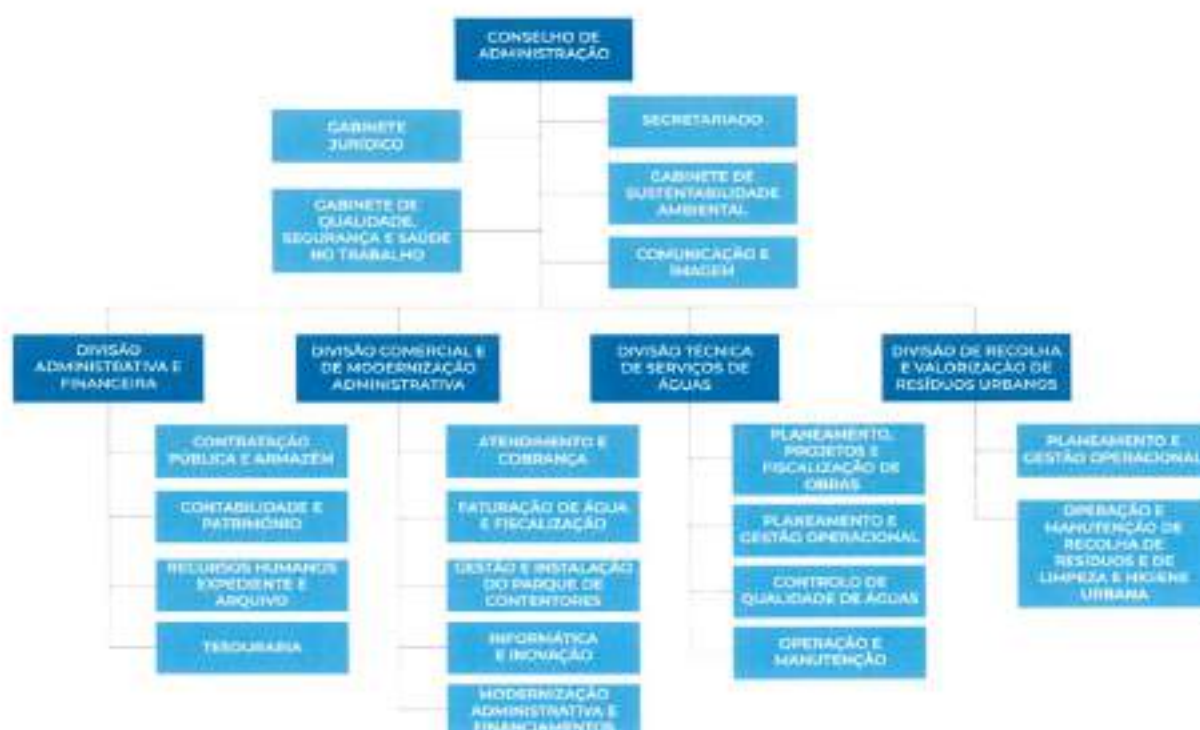 CONSELHO DE
ADMINISTRAÇÃO
GABINETE
JURÍDICO
SECRETARIADO
GABINETE DE
QUALIDADE,
SEGURANÇA E SAÚDE
NO TRABALHO
GABINETE DE
SUSTENTABILIDADE
AMBIENTAL
COMUNICAÇÃO E
IMAGEM
DIVISÃO
ADMINISTRATIVA E
FINANCEIRA
CONTRATAÇÃO
PÚBLICA E ARMAZÉM
CONTABILIDADE E
PATRIMÓNIO
RECURSOS HUMANOS
EXPEDIENTE E
ARQUIVO
TESOURARIA
DIVISÃO COMERCIAL E
DE MODERNIZAÇÃO
ADMINISTRATIVA
ATENDIMENTO E
COBRANÇA
FATURAÇÃO DE ÁGUA
E FISCALIZAÇÃO
GESTÃO E INSTALAÇÃO
DO PARQUE DE
CONTENTORES
INFORMÁTICA
E INOVAÇÃO
MODERNIZAÇÃO
ADMINISTRATIVA E
FINANCIAMENTOS
DIVISÃO TÉCNICA
DE SERVIÇOS DE
ÁGUAS
PLANEAMENTO,
PROJETOS E
FISCALIZAÇÃO DE
OBRAS
PLANEAMENTO E
GESTÃO OPERACIONAL
CONTROLO DE
QUALIDADE DE ÁGUAS
OPERAÇÃO E
MANUTENÇÃO
DIVISÃO DE RECOLHA
E VALORIZAÇÃO DE
RESÍDUOS URBANOS
PLANEAMENTO E
GESTÃO OPERACIONAL
OPERAÇÃO E
MANUTENÇÃO DE
RECOLHA DE
RESÍDUOS E DE
LIMPEZA E HIGIENE
URBANA